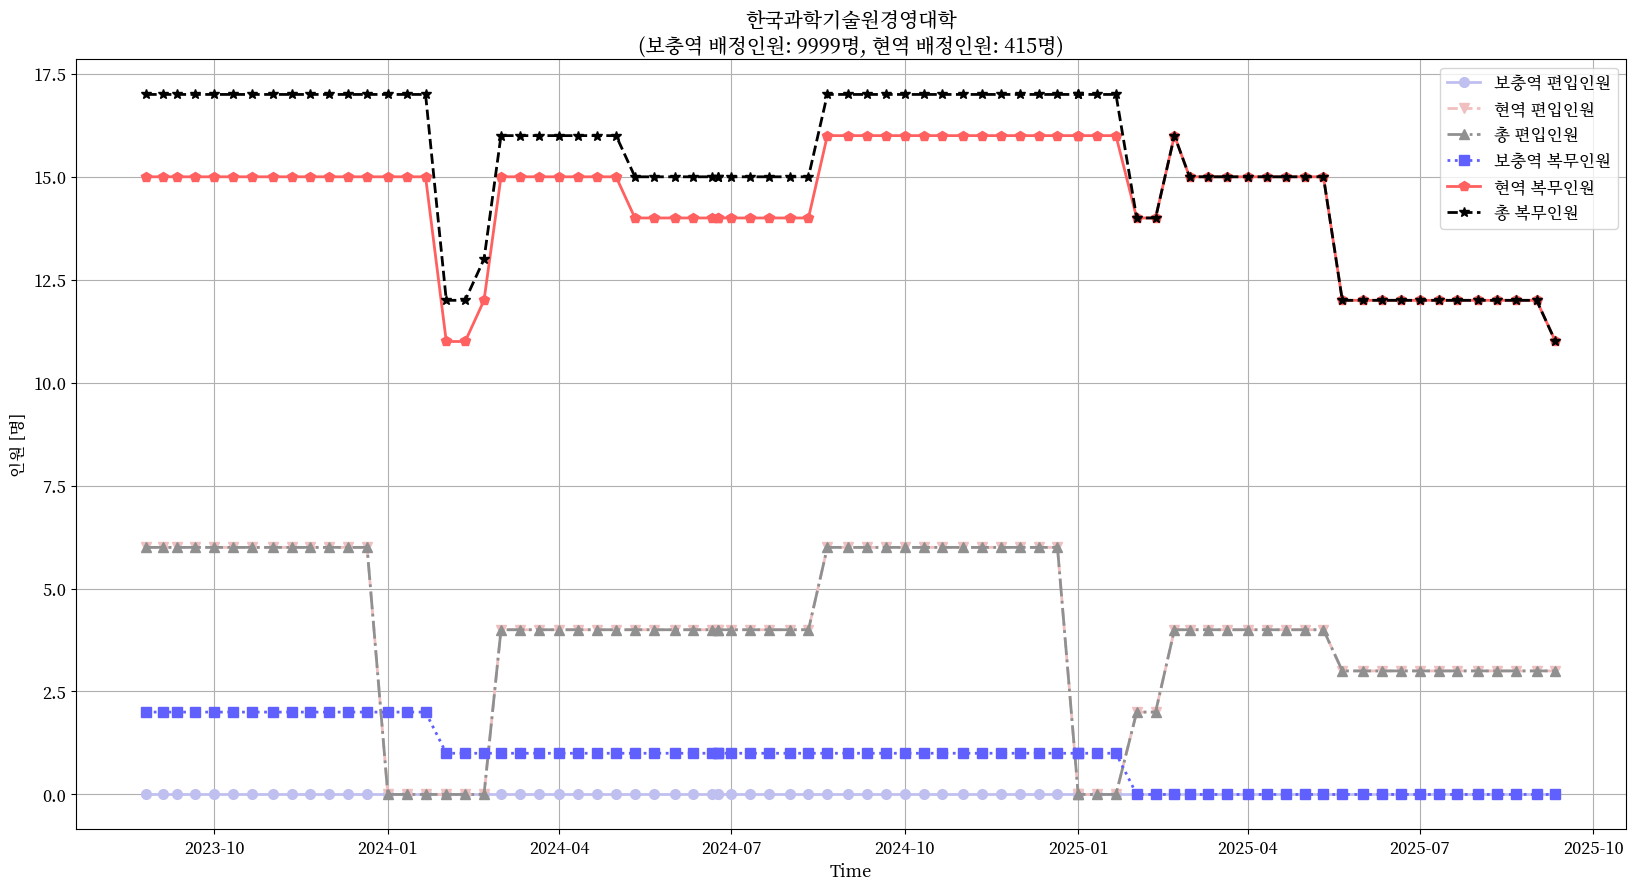 한국과학기술원경영대학
(보충역 배정인원: 9999명, 현역 배정인원: 415명)
17.5
15.0
12.5
10.0
7.5
5.0
2.5
0.0
인원 [명]
보충역 편입인원
현역 편입인원
총 편입인원
보충역 복무인원
현역 복무인원
총 복무인원
2023-10
2024-01
2024-04
2024-07
2024-10
2025-01
2025-04
2025-07
2025-10
Time